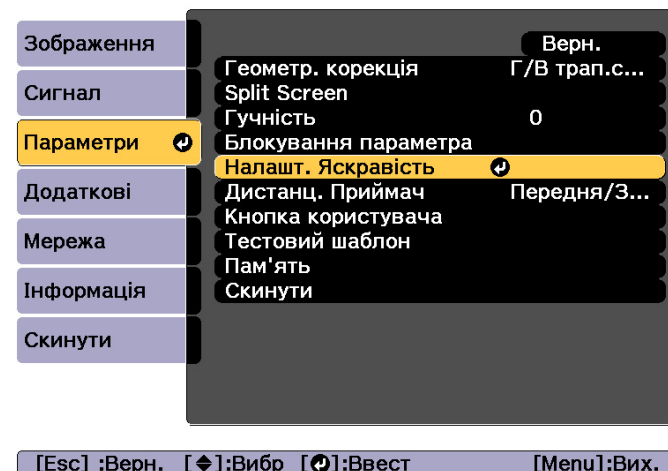 Зображення
Сигнал
Параметри
Додаткові
Мережа
Інформація
Скинути
Верн.
Геометр. корекція Г/В трап.с...
Split Screen
Гучність 0
Блокування параметра
Налашт. Яскравість
Дистанц. Приймач Передня/З...
Кнопка користувача
Тестовий шаблон
Пам'ять
Скинути
[Esc] :Верн. [◆]:Вибр [↵]:Ввест [Menu]:Вих.